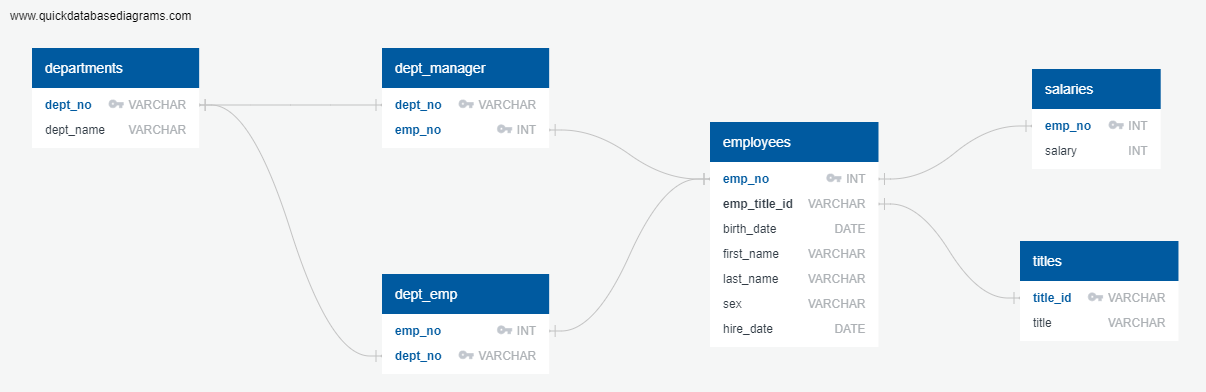 www.quickdatabasediagrams.com
departments
dept_no VARCHAR
dept_name VARCHAR
dept_manager
dept_no VARCHAR
emp_no INT
dept_emp
emp_no INT
dept_no VARCHAR
employees
emp_no INT
emp_title_id VARCHAR
birth_date DATE
first_name VARCHAR
last_name VARCHAR
sex VARCHAR
hire_date DATE
salaries
emp_no INT
salary INT
titles
title_id VARCHAR
title VARCHAR